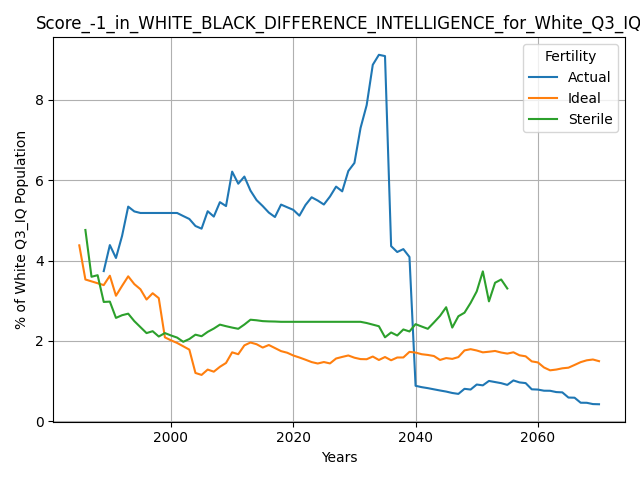 Score_-1_in_WHITE_BLACK_DIFFERENCE_INTELLIGENCE_for_White_Q3_IQ
Fertility
Actual
Ideal
Sterile
% of White Q3_IQ Population
8
6
4
2
0
2000
2020
2040
2060
Years